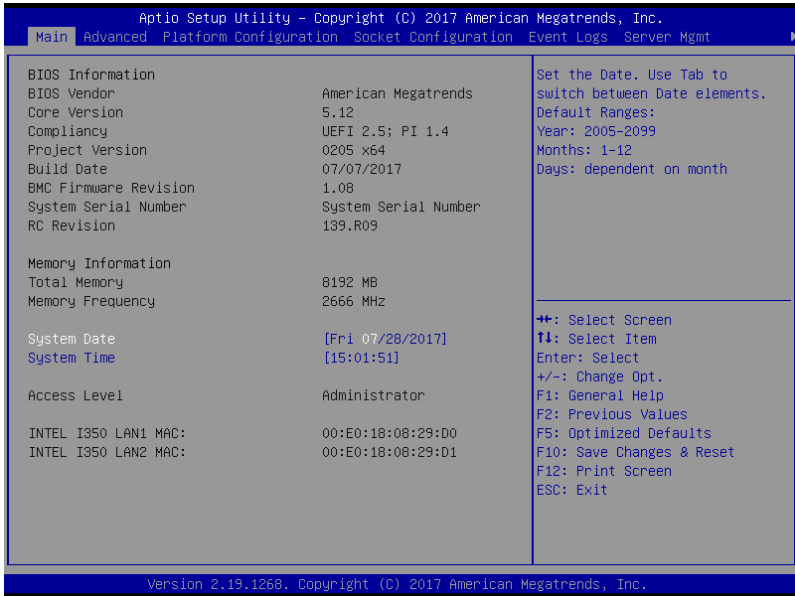 Aptio Setup Utility – Copyright (C) 2017 American Megatrends, Inc.
Main Advanced Platform Configuration Socket Configuration Event Logs Server Mgmt
BIOS Information
BIOS Vendor American Megatrends
Core Version 5.12
Compliancy UEFI 2.5; PI 1.4
Project Version 0205 x64
Build Date 07/07/2017
BMC Firmware Revision 1.08
System Serial Number System Serial Number
RC Revision 139.R09
Memory Information
Total Memory 8192 MB
Memory Frequency 2666 MHz
System Date [Fri 07/28/2017]
System Time [15:01:51]
Access Level Administrator
INTEL I350 LAN1 MAC: 00:E0:18:08:29:D0
INTEL I350 LAN2 MAC: 00:E0:18:08:29:D1
Set the Date. Use Tab to
switch between Date elements.
Default Ranges:
Year: 2005-2099
Months: 1-12
Days: dependent on month
→←: Select Screen
↑↓: Select Item
Enter: Select
+/-: Change Opt.
F1: General Help
F2: Previous Values
F5: Optimized Defaults
F10: Save Changes & Reset
F12: Print Screen
ESC: Exit
Version 2.19.1268. Copyright (C) 2017 American Megatrends, Inc.